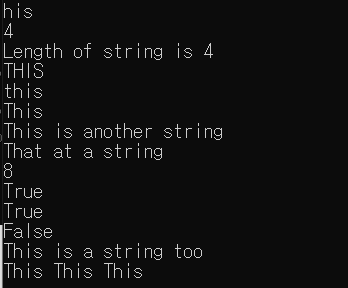 his
4
Length of string is 4
THIS
this
This
This is another string
That at a string
8
True
True
False
This is a string too
This This This